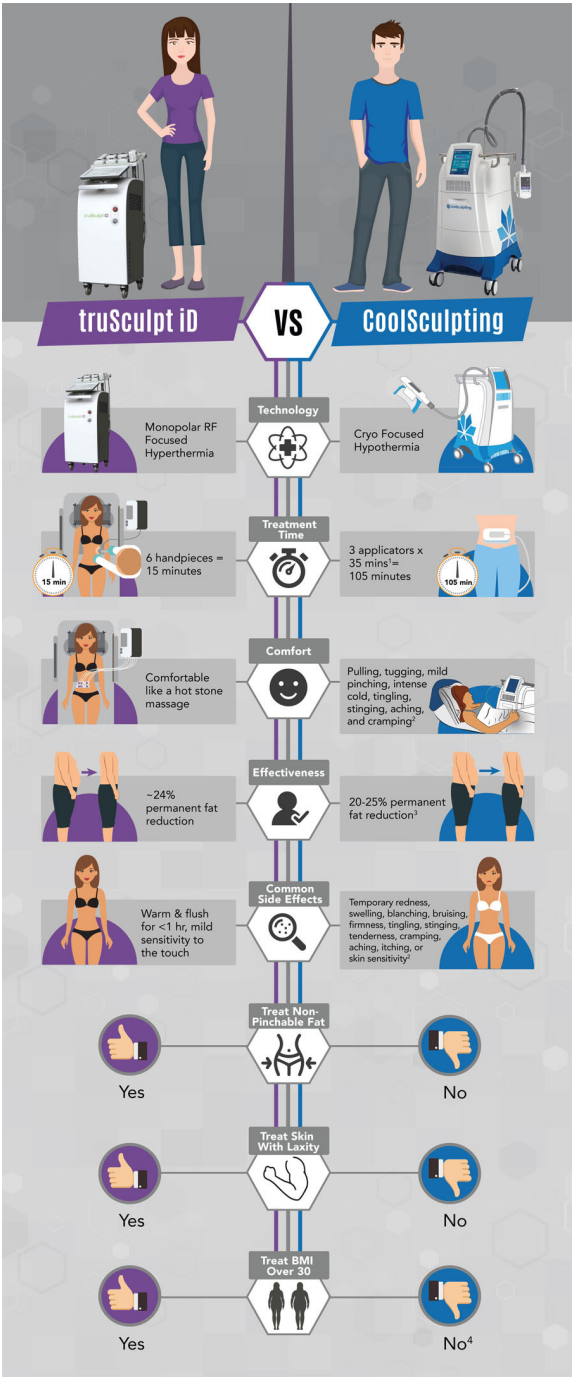 truSculpt iD
VS
CoolSculpting
Technology
Monopolar RF
Focused
Hyperthermia
Cryo Focused
Hypothermia
Treatment
Time
15 min
6 handpieces =
15 minutes
3 applicators x
35 mins¹=
105 minutes
105 min
Comfort
Comfortable
like a hot stone
massage
Pulling, tugging, mild
pinching, intense
cold, tingling,
stinging, aching,
and cramping²
Effectiveness
~24%
permanent fat
reduction
20-25% permanent
fat reduction³
Common
Side Effects
Warm & flush
for <1 hr, mild
sensitivity to
the touch
Temporary redness,
swelling, blanching, bruising,
firmness, tingling, stinging,
tenderness, cramping,
aching, itching, or
skin sensitivity²
Treat Non-
Pinchable Fat
Yes
No
Treat Skin
With Laxity
Yes
No
Treat BMI
Over 30
Yes
No⁴